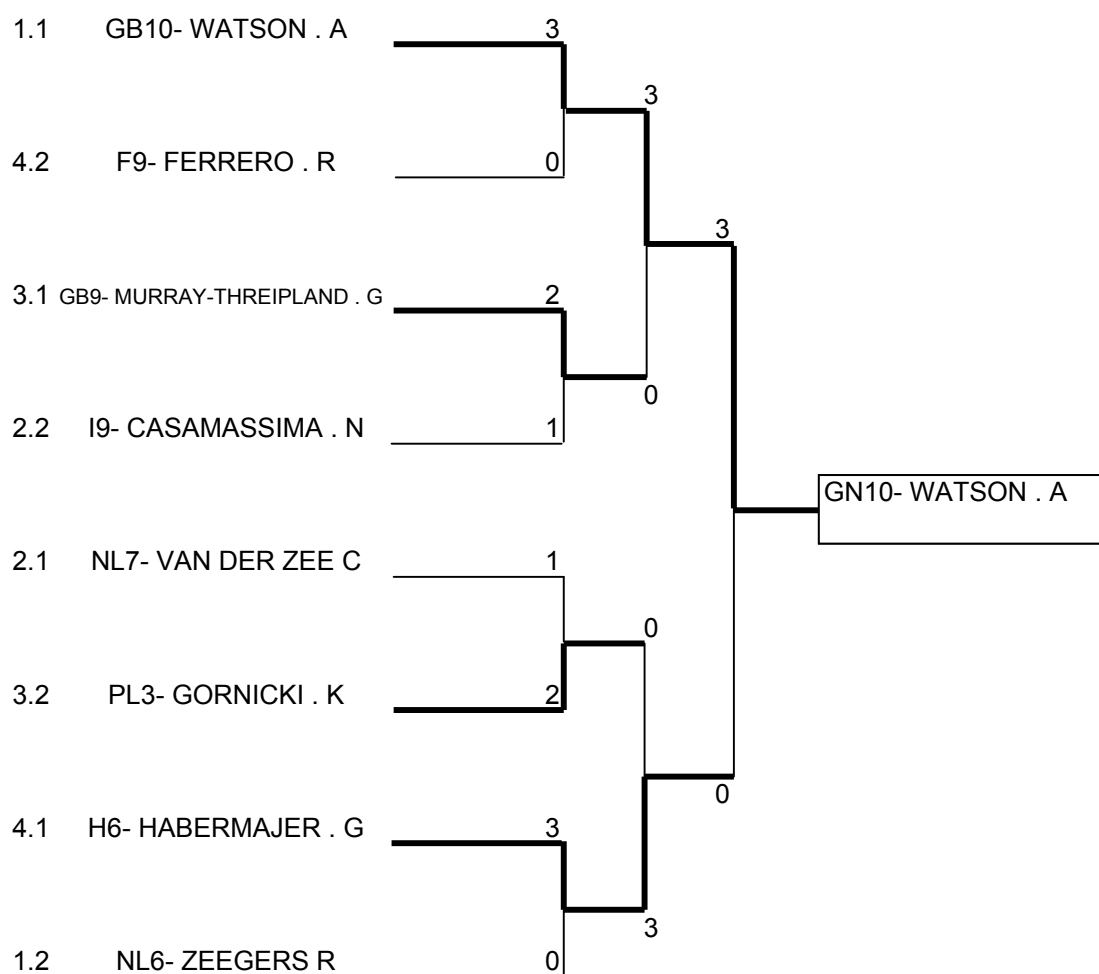 1.1 GB10- WATSON . A 3
3
4.2 F9- FERRERO . R 0
3
3.1 GB9- MURRAY-THREIPLAND . G 2
0
2.2 I9- CASAMASSIMA . N 1
GN10- WATSON . A
2.1 NL7- VAN DER ZEE C 1
0
3.2 PL3- GORNICKI . K 2
0
4.1 H6- HABERMAJER . G 3
3
1.2 NL6- ZEEGERS R 0